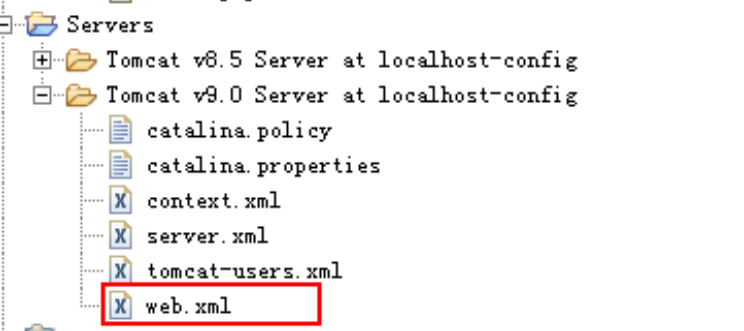 Servers
Tomcat v8.5 Server at localhost-config
Tomcat v9.0 Server at localhost-config
catalina.policy
catalina.properties
context.xml
server.xml
tomcat-users.xml
web.xml